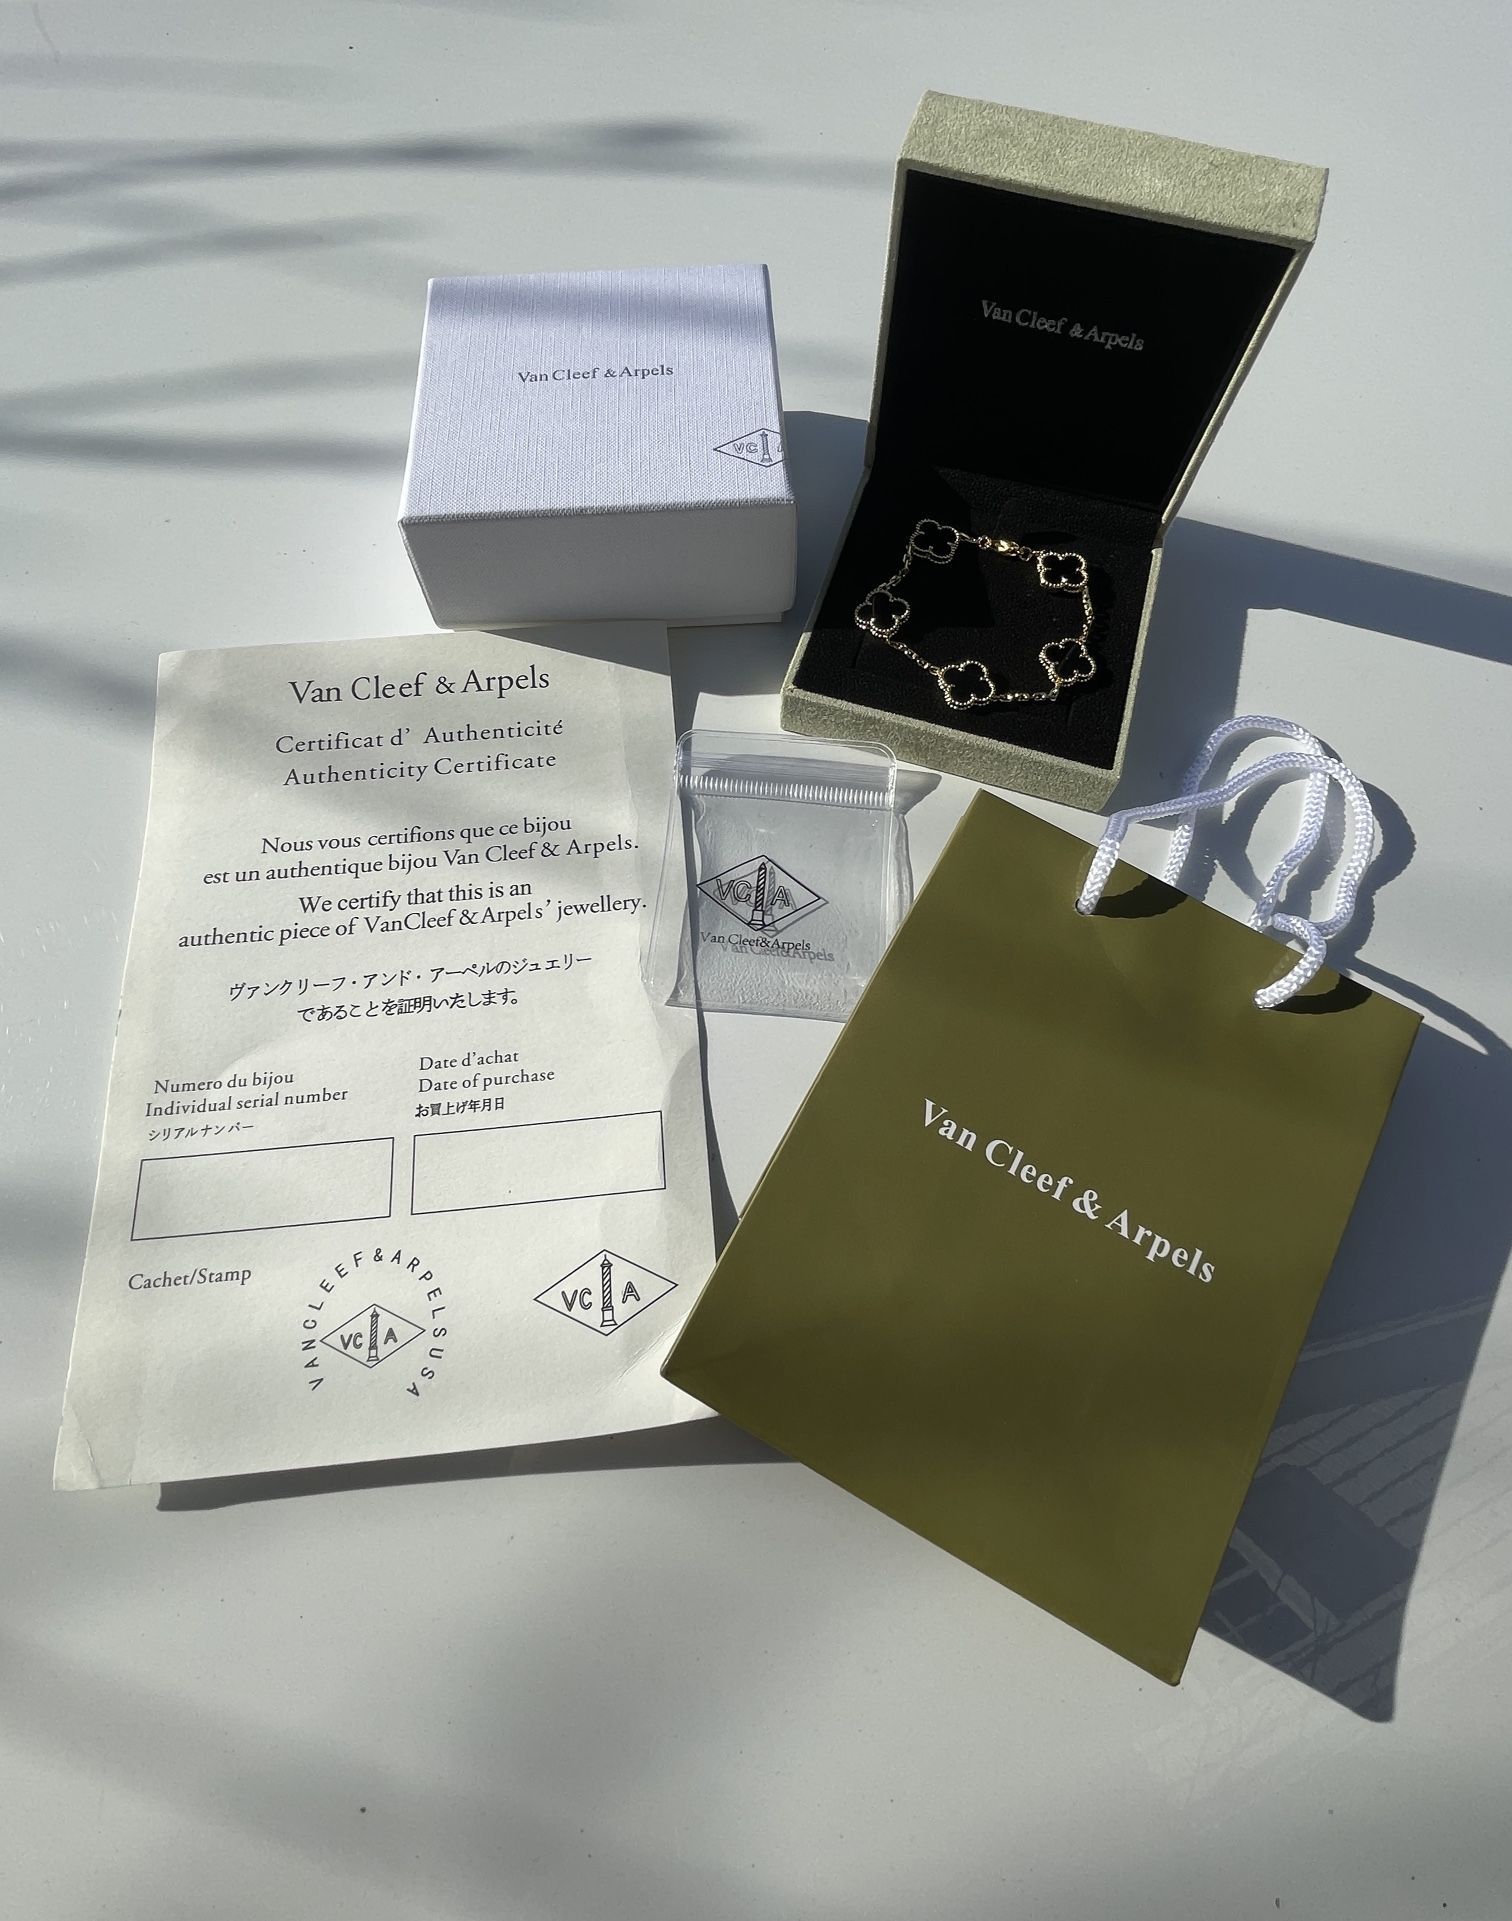 Van Cleef & Arpels
Van Cleef & Arpels
VC A
Van Cleef & Arpels
Certificat d' Authenticité
Authenticity Certificate
Nous vous certifions que ce bijou
est un authentique bijou Van Cleef & Arpels.
We certify that this is an
authentic piece of VanCleef & Arpels' jewellery.
ヴァンクリーフ・アンド・アーペルのジュエリー
であることを証明いたします。
Numero du bijou
Individual serial number
シリアルナンバー
Date d'achat
Date of purchase
お買上げ年月日
Cachet/Stamp
VANCLEEF&ARPELSUSA
VC A
VC A
VC A
Van Cleef&Arpels
Van Cleef & Arpels